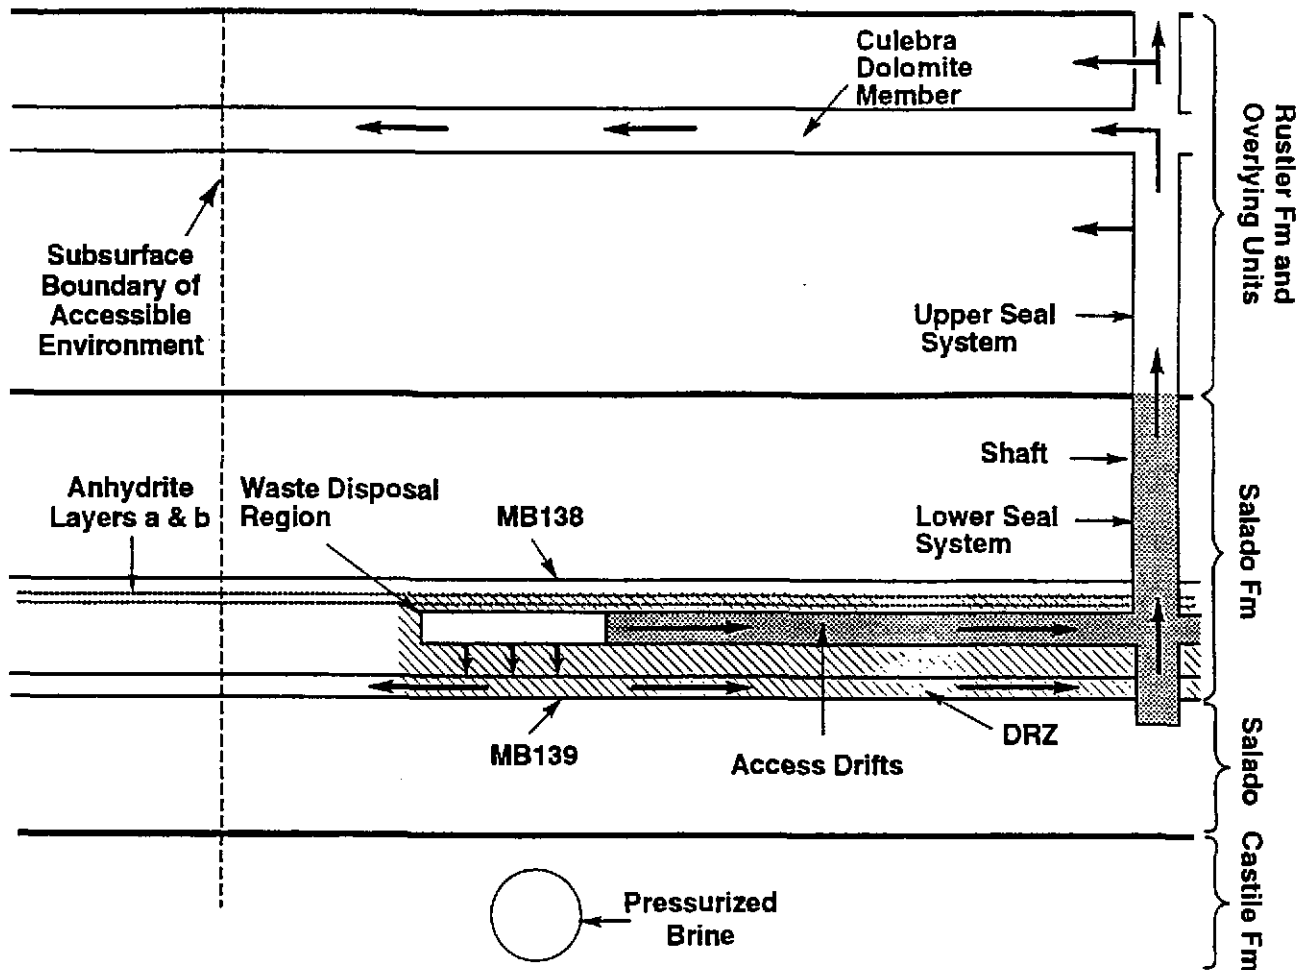 Culebra
Dolomite
Member
Rustler Fm and
Overlying Units
Subsurface
Boundary of
Accessible
Environment
Upper Seal
System
Shaft
Lower Seal
System
Anhydrite
Layers a & b
Waste Disposal
Region
MB138
Salado Fm
MB139
Access Drifts
DRZ
Salado
Pressurized
Brine
Castile Fm